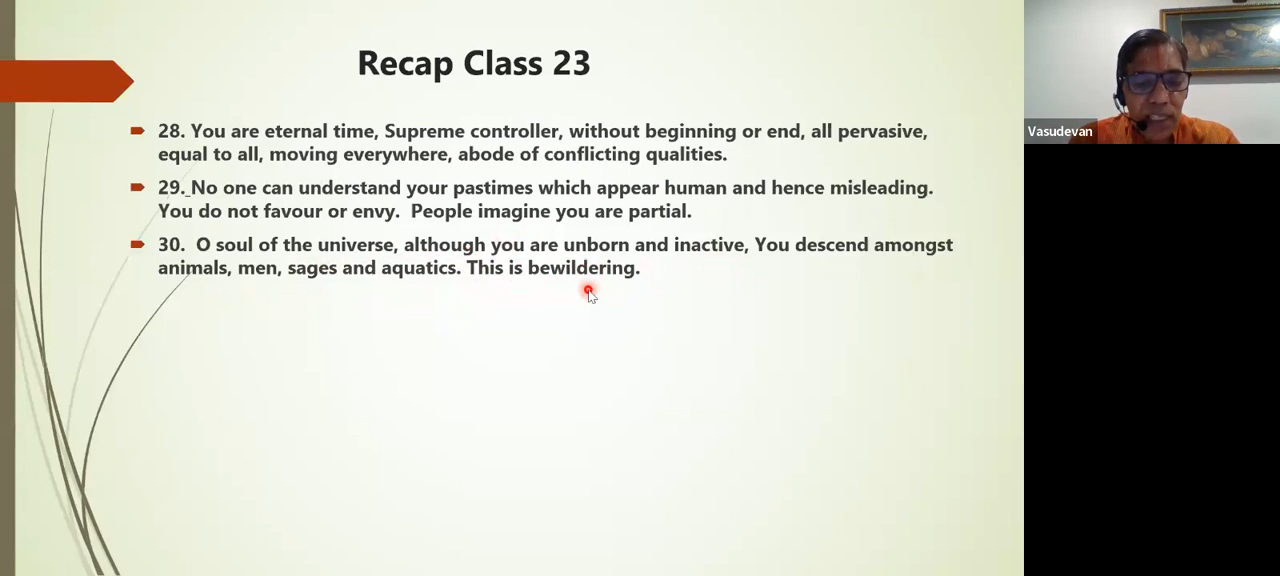 Recap Class 23
28. You are eternal time, Supreme controller, without beginning or end, all pervasive,
equal to all, moving everywhere, abode of conflicting qualities.
29. No one can understand your pastimes which appear human and hence misleading.
You do not favour or envy. People imagine you are partial.
30. O soul of the universe, although you are unborn and inactive, You descend amongst
animals, men, sages and aquatics. This is bewildering.
Vasudevan